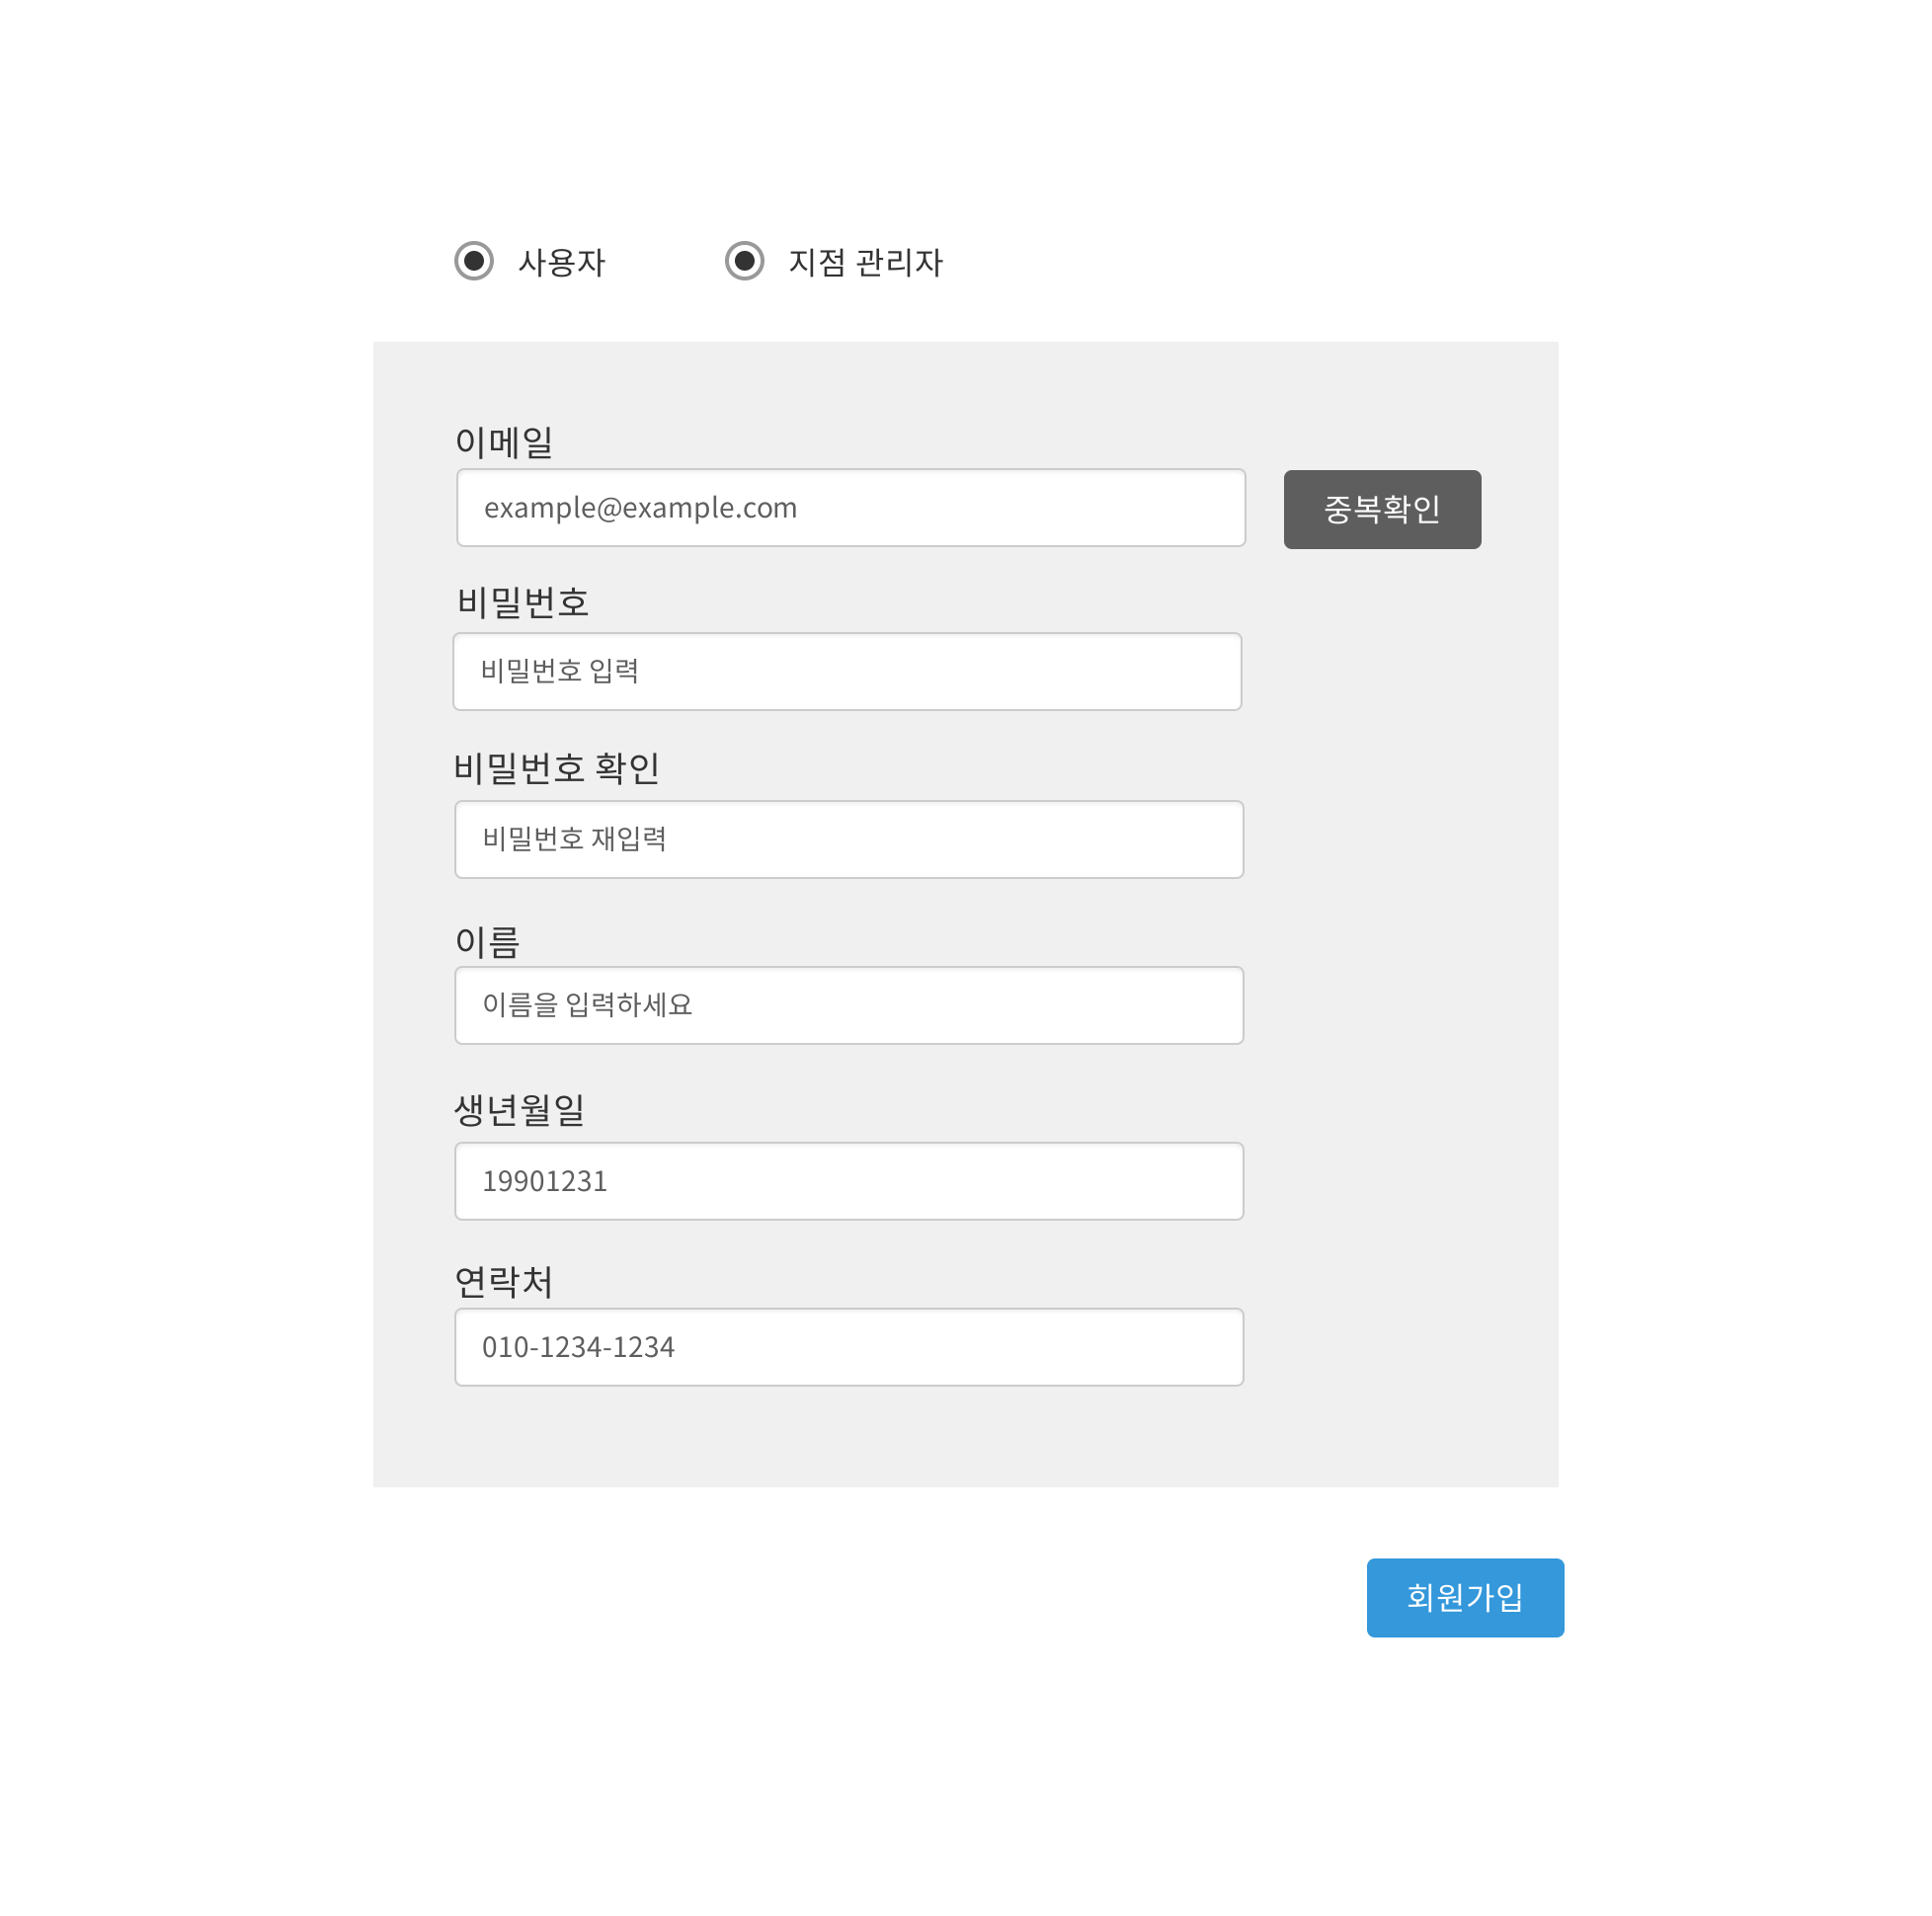 사용자 지점 관리자
이메일
example@example.com 중복확인
비밀번호
비밀번호 입력
비밀번호 확인
비밀번호 재입력
이름
이름을 입력하세요
생년월일
19901231
연락처
010-1234-1234
회원가입